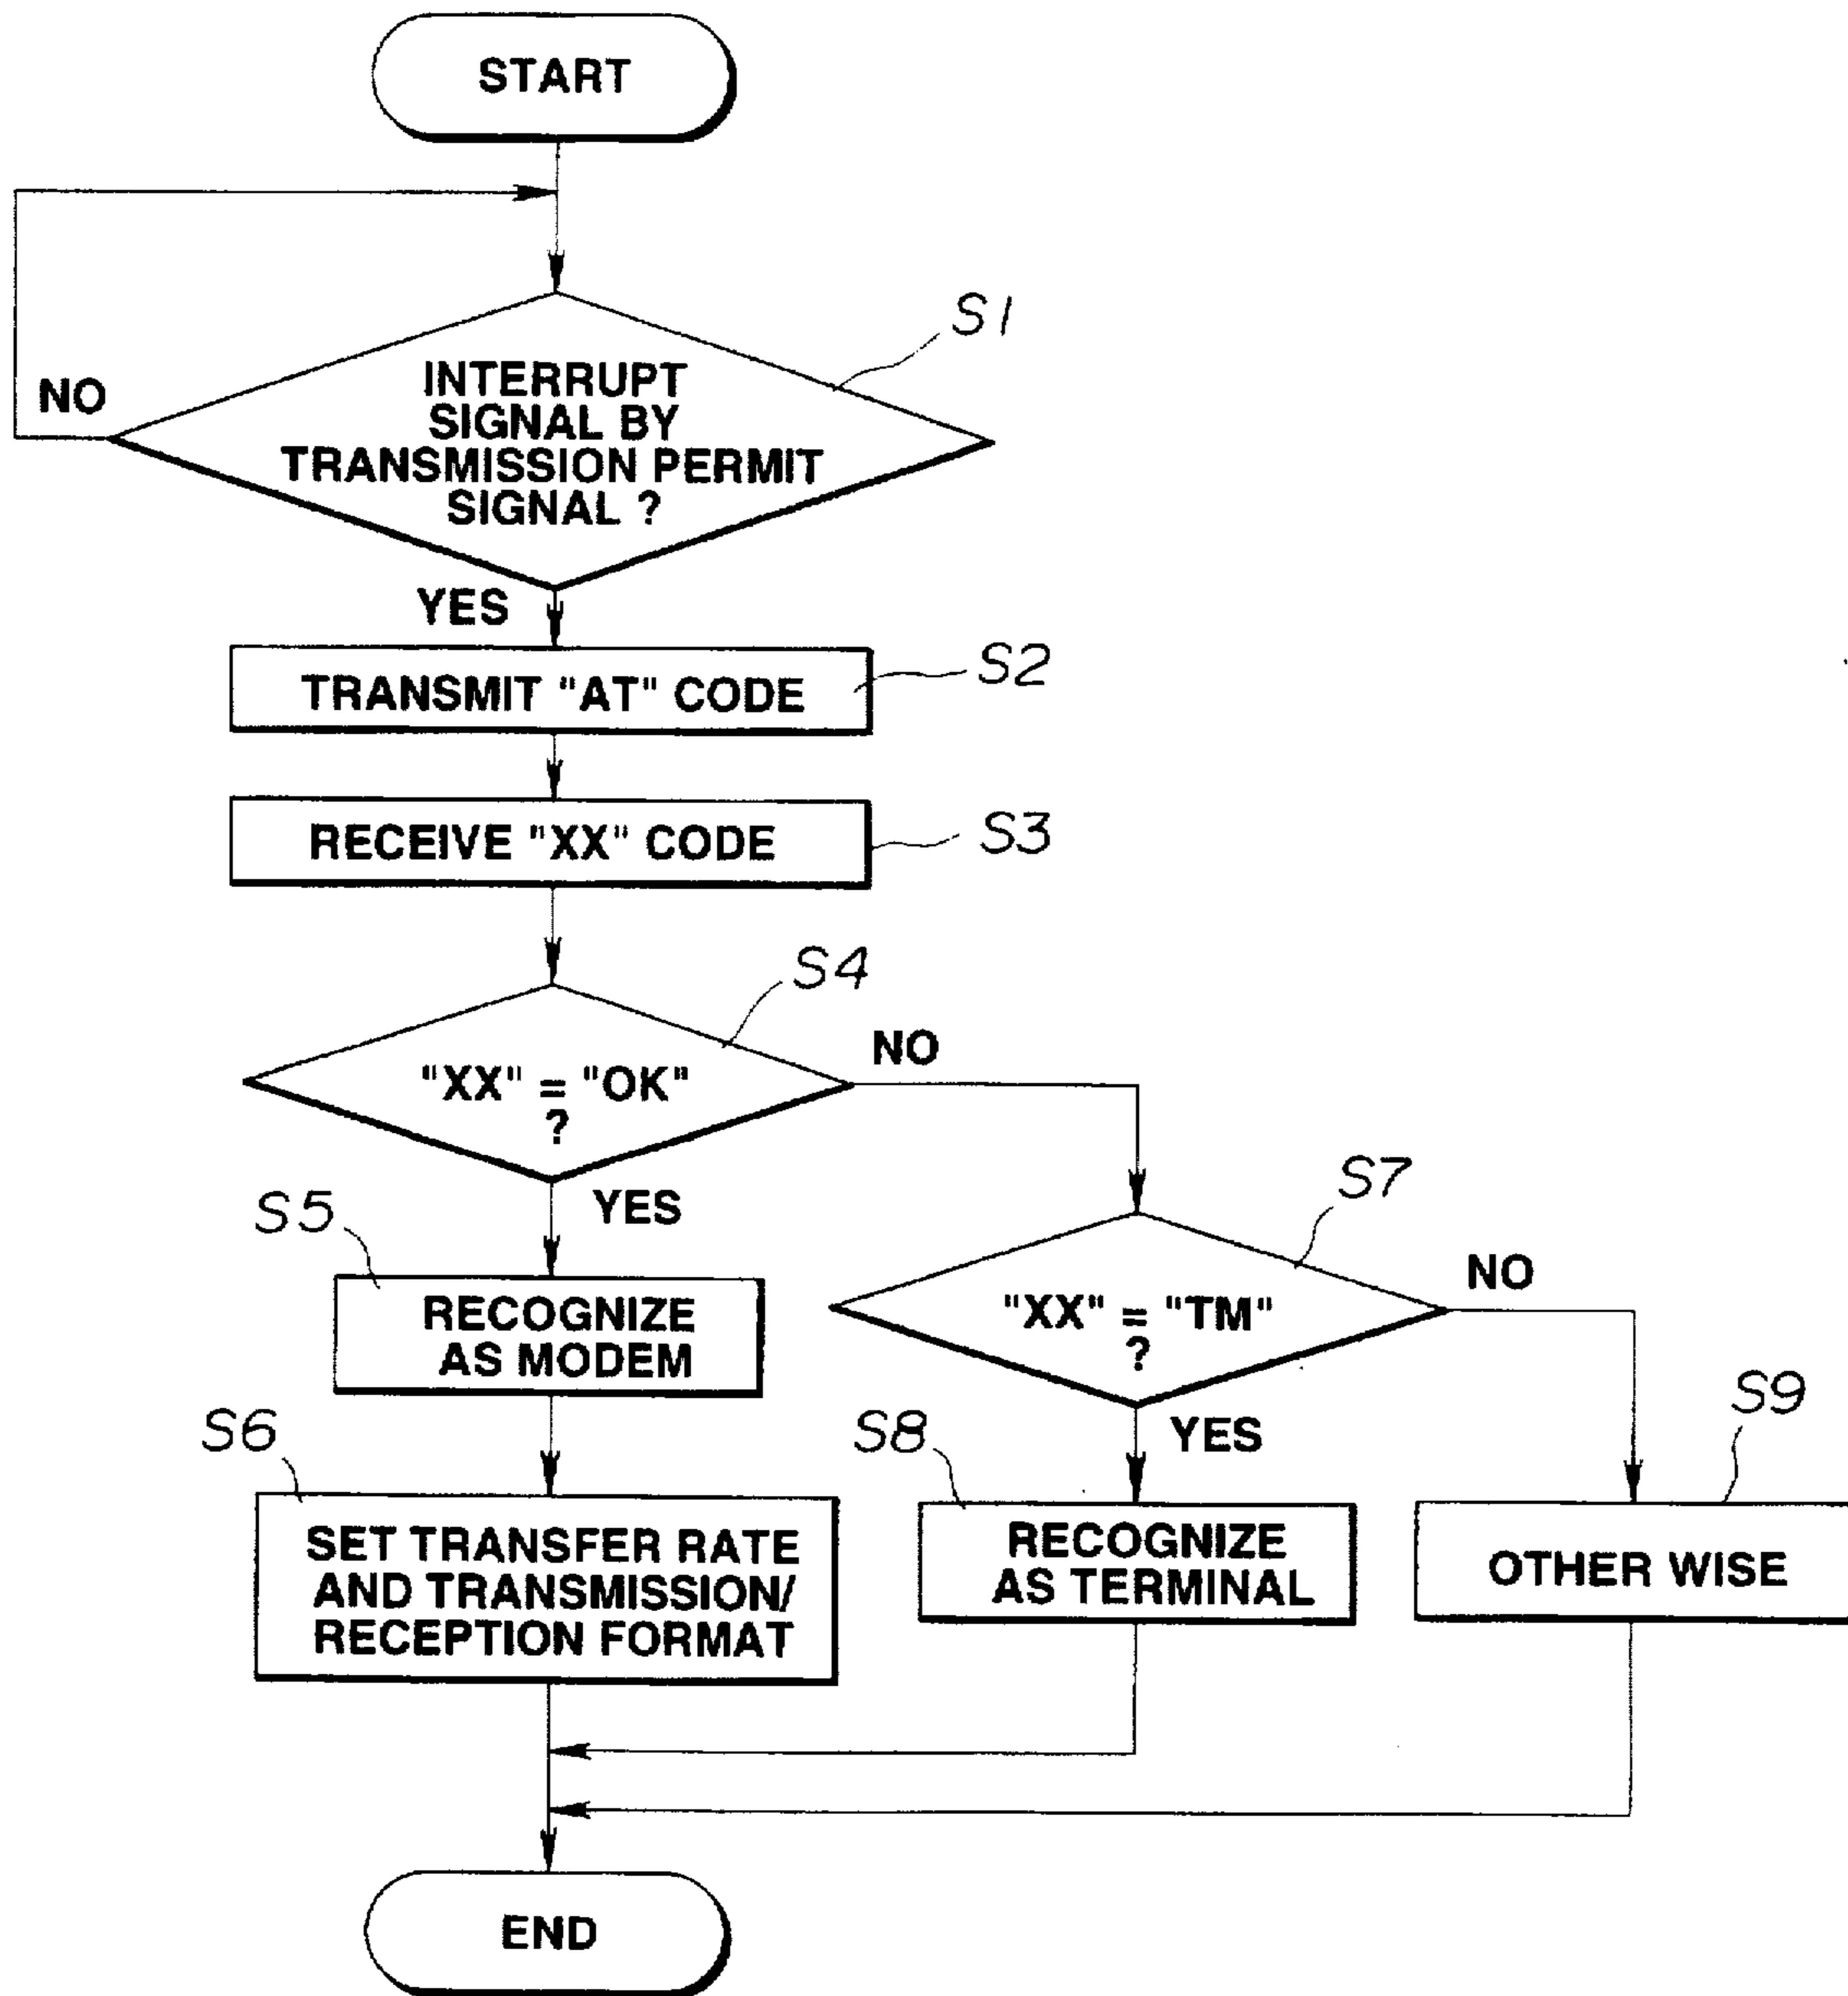 START
S1
INTERRUPT
SIGNAL BY
TRANSMISSION PERMIT
SIGNAL ?
NO
YES
TRANSMIT "AT" CODE
S2
RECEIVE "XX" CODE
S3
S4
"XX" = "OK"
?
NO
YES
S5
RECOGNIZE
AS MODEM
S6
SET TRANSFER RATE
AND TRANSMISSION/
RECEPTION FORMAT
S7
"XX" = "TM"
?
NO
YES
S8
RECOGNIZE
AS TERMINAL
S9
OTHER WISE
END